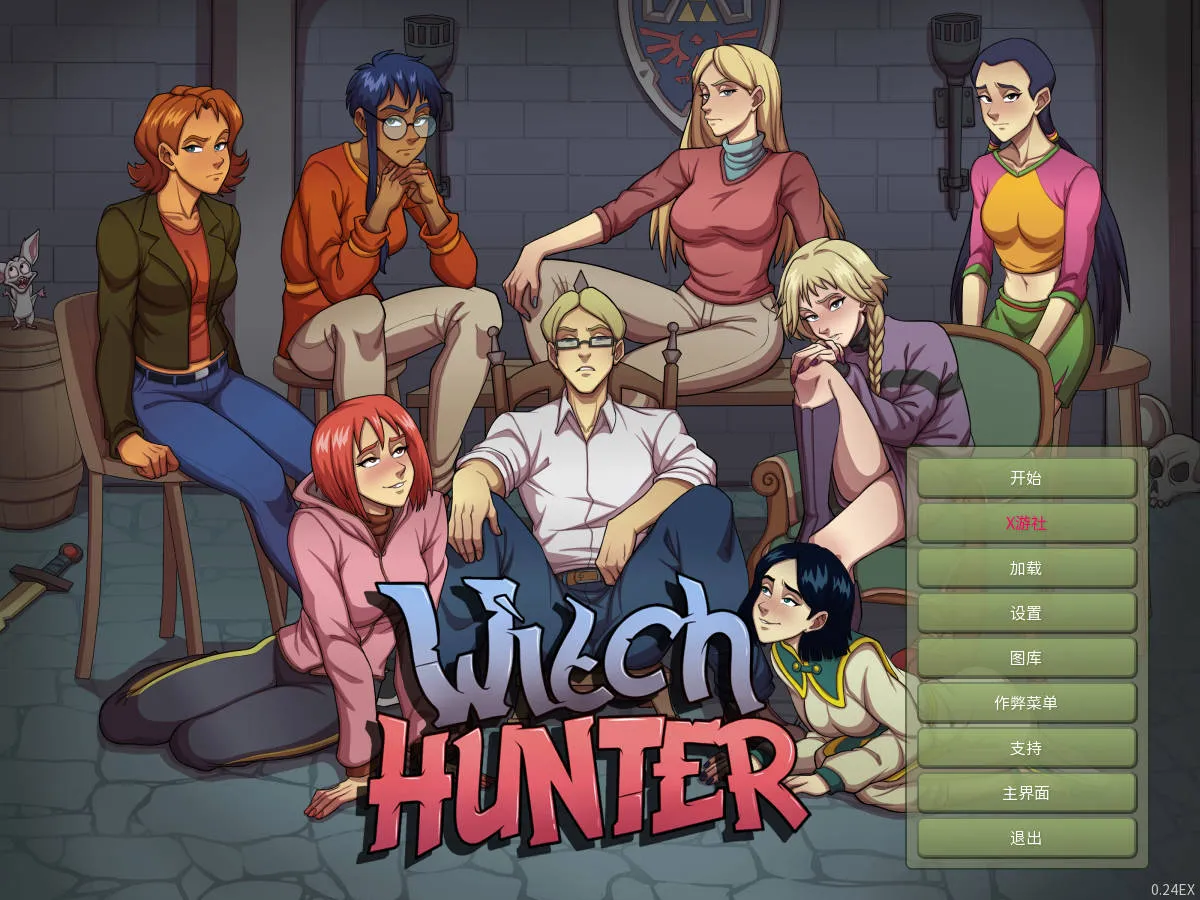 Witch
HUNTER
开始
X游社
加载
设置
图库
作弊菜单
支持
主界面
退出
0.24EX